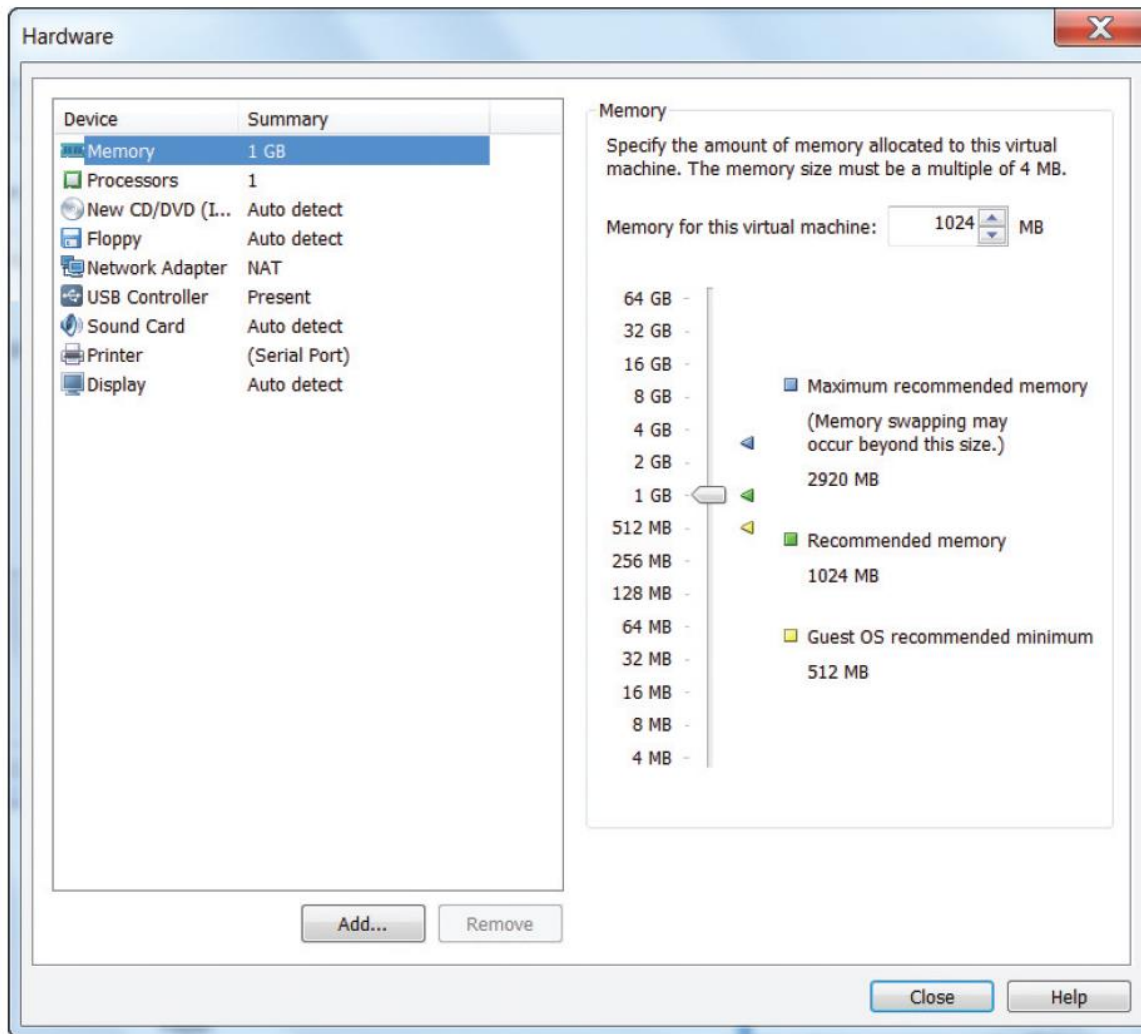 Hardware
Device Summary
Memory 1 GB
Processors 1
New CD/DVD (I... Auto detect
Floppy Auto detect
Network Adapter NAT
USB Controller Present
Sound Card Auto detect
Printer (Serial Port)
Display Auto detect
Add... Remove
Memory
Specify the amount of memory allocated to this virtual
machine. The memory size must be a multiple of 4 MB.
Memory for this virtual machine: 1024 MB
64 GB
32 GB
16 GB
8 GB
4 GB
2 GB
1 GB
512 MB
256 MB
128 MB
64 MB
32 MB
16 MB
8 MB
4 MB
Maximum recommended memory
(Memory swapping may
occur beyond this size.)
2920 MB
Recommended memory
1024 MB
Guest OS recommended minimum
512 MB
Close Help